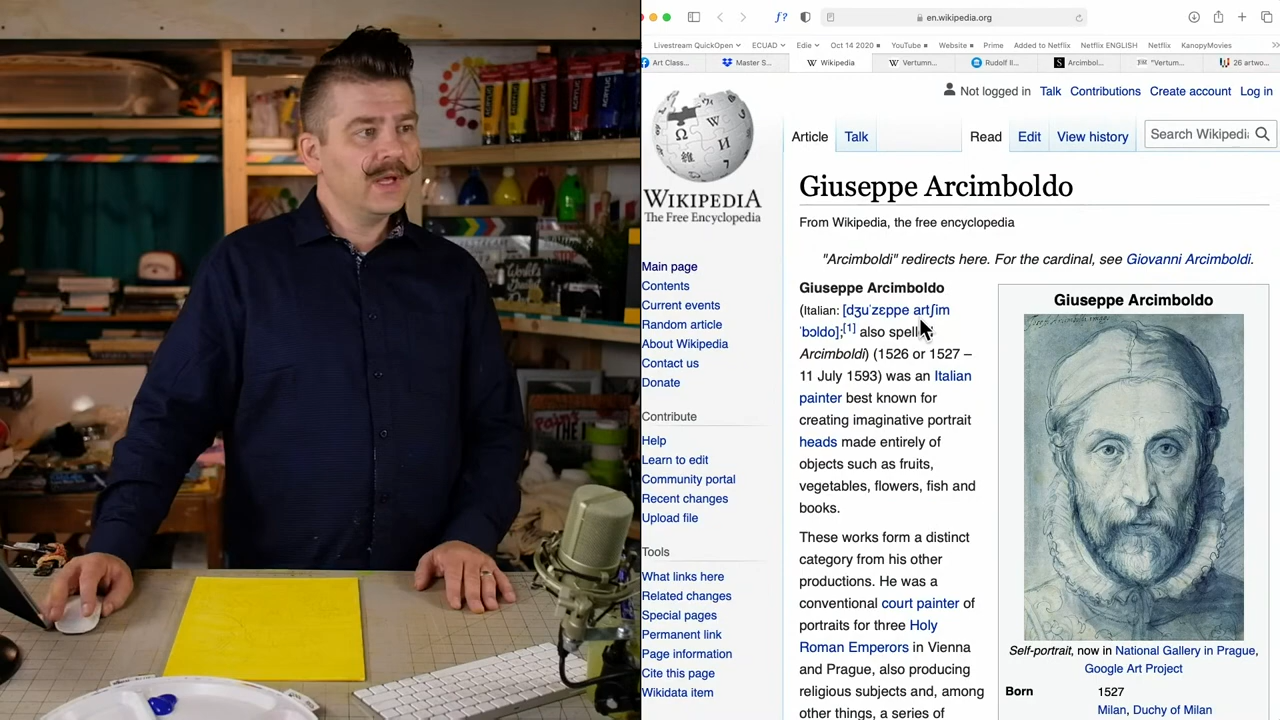 ACRYLIC
ACRYLIC
World's
Paint
en.wikipedia.org
Livestream QuickOpen
ECUAD
Edie
Oct 14 2020
YouTube
Website
Prime
Added to Netflix
Netflix ENGLISH
Netflix
KanopyMovies
Art Class...
Master S...
Wikipedia
Vertumn...
Rudolf II...
Arcimbol...
"Vertum...
26 artwo...
Not logged in Talk Contributions Create account Log in
Article Talk Read Edit View history Search Wikipedi
WIKIPEDIA
The Free Encyclopedia
Main page
Contents
Current events
Random article
About Wikipedia
Contact us
Donate
Contribute
Help
Learn to edit
Community portal
Recent changes
Upload file
Tools
What links here
Related changes
Special pages
Permanent link
Page information
Cite this page
Wikidata item
Giuseppe Arcimboldo
From Wikipedia, the free encyclopedia
"Arcimboldi" redirects here. For the cardinal, see Giovanni Arcimboldi.
Giuseppe Arcimboldo
(Italian: [dʒuˈzɛppe artʃim
ˈbɔldo];[1] also spell
Arcimboldi) (1526 or 1527 –
11 July 1593) was an Italian
painter best known for
creating imaginative portrait
heads made entirely of
objects such as fruits,
vegetables, flowers, fish and
books.
These works form a distinct
category from his other
productions. He was a
conventional court painter of
portraits for three Holy
Roman Emperors in Vienna
and Prague, also producing
religious subjects and, among
other things, a series of
Giuseppe Arcimboldo
Self-portrait, now in National Gallery in Prague,
Google Art Project
Born 1527
Milan, Duchy of Milan